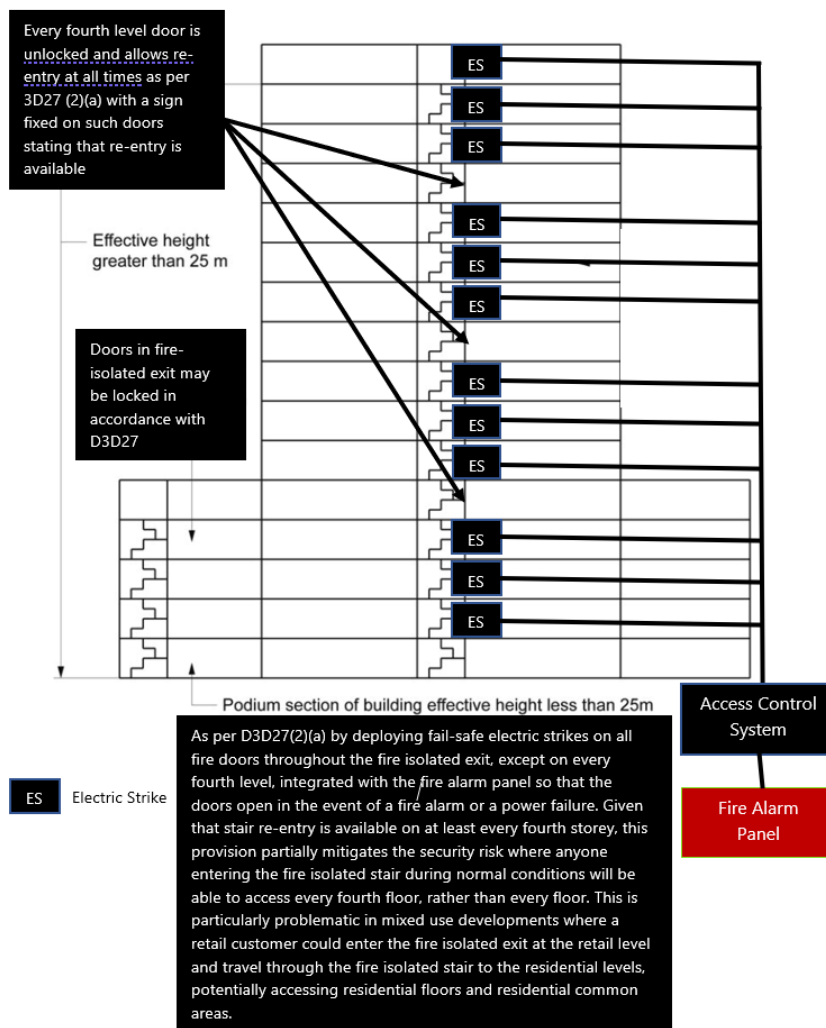 Every fourth level door is
unlocked and allows re-
entry at all times as per
3D27 (2)(a) with a sign
fixed on such doors
stating that re-entry is
available
ES
ES
ES
ES
ES
ES
ES
ES
ES
ES
ES
ES
Effective height
greater than 25 m
Doors in fire-
isolated exit may
be locked in
accordance with
D3D27
Podium section of building effective height less than 25m
Access Control
System
Fire Alarm
Panel
ES
Electric Strike
As per D3D27(2)(a) by deploying fail-safe electric strikes on all
fire doors throughout the fire isolated exit, except on every
fourth level, integrated with the fire alarm panel so that the
doors open in the event of a fire alarm or a power failure. Given
that stair re-entry is available on at least every fourth storey, this
provision partially mitigates the security risk where anyone
entering the fire isolated stair during normal conditions will be
able to access every fourth floor, rather than every floor. This is
particularly problematic in mixed use developments where a
retail customer could enter the fire isolated exit at the retail level
and travel through the fire isolated stair to the residential levels,
potentially accessing residential floors and residential common
areas.